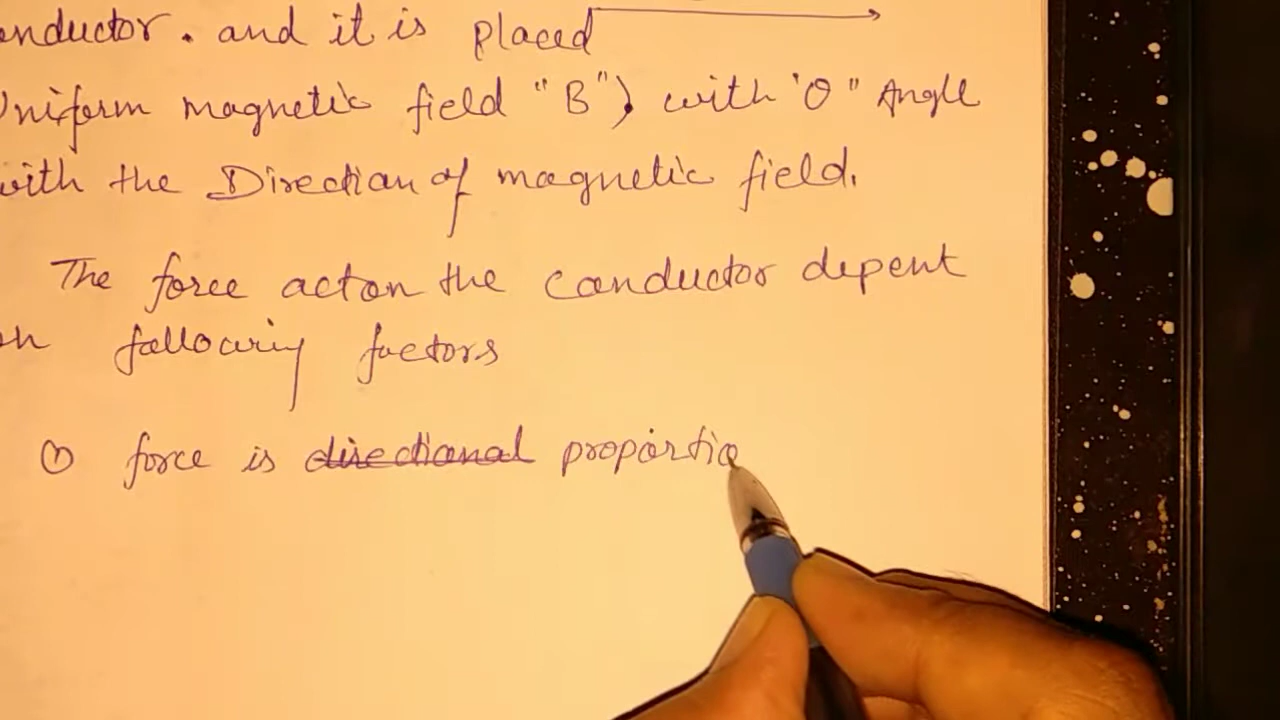 onductor. and it is placed
Uniform magnetic field "B") with 'θ" Angle
with the Direction of magnetic field.
The force act on the conductor depent
on following factors
① force is directional proportio